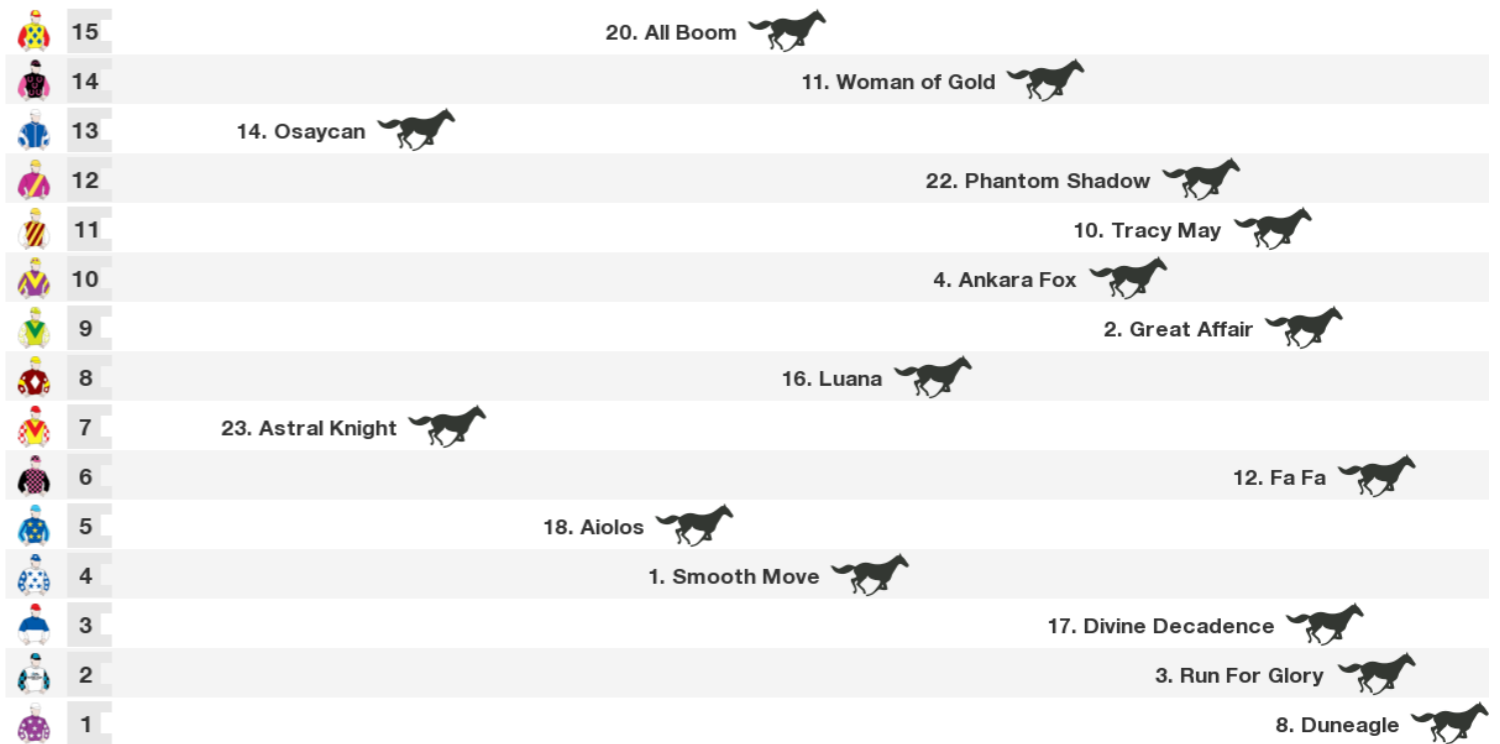 15 20. All Boom
14 11. Woman of Gold
13 14. Osaycan
12 22. Phantom Shadow
11 10. Tracy May
10 4. Ankara Fox
9 2. Great Affair
8 16. Luana
7 23. Astral Knight
6 12. Fa Fa
5 18. Aiolos
4 1. Smooth Move
3 17. Divine Decadence
2 3. Run For Glory
1 8. Duneagle